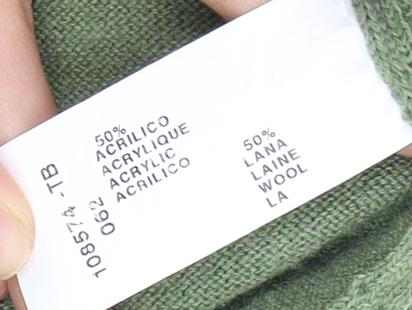 108574-TB
062
50%
ACRILICO
ACRYLIQUE
ACRYLIC
ACRILICO
50%
LANA
LAINE
WOOL
LA